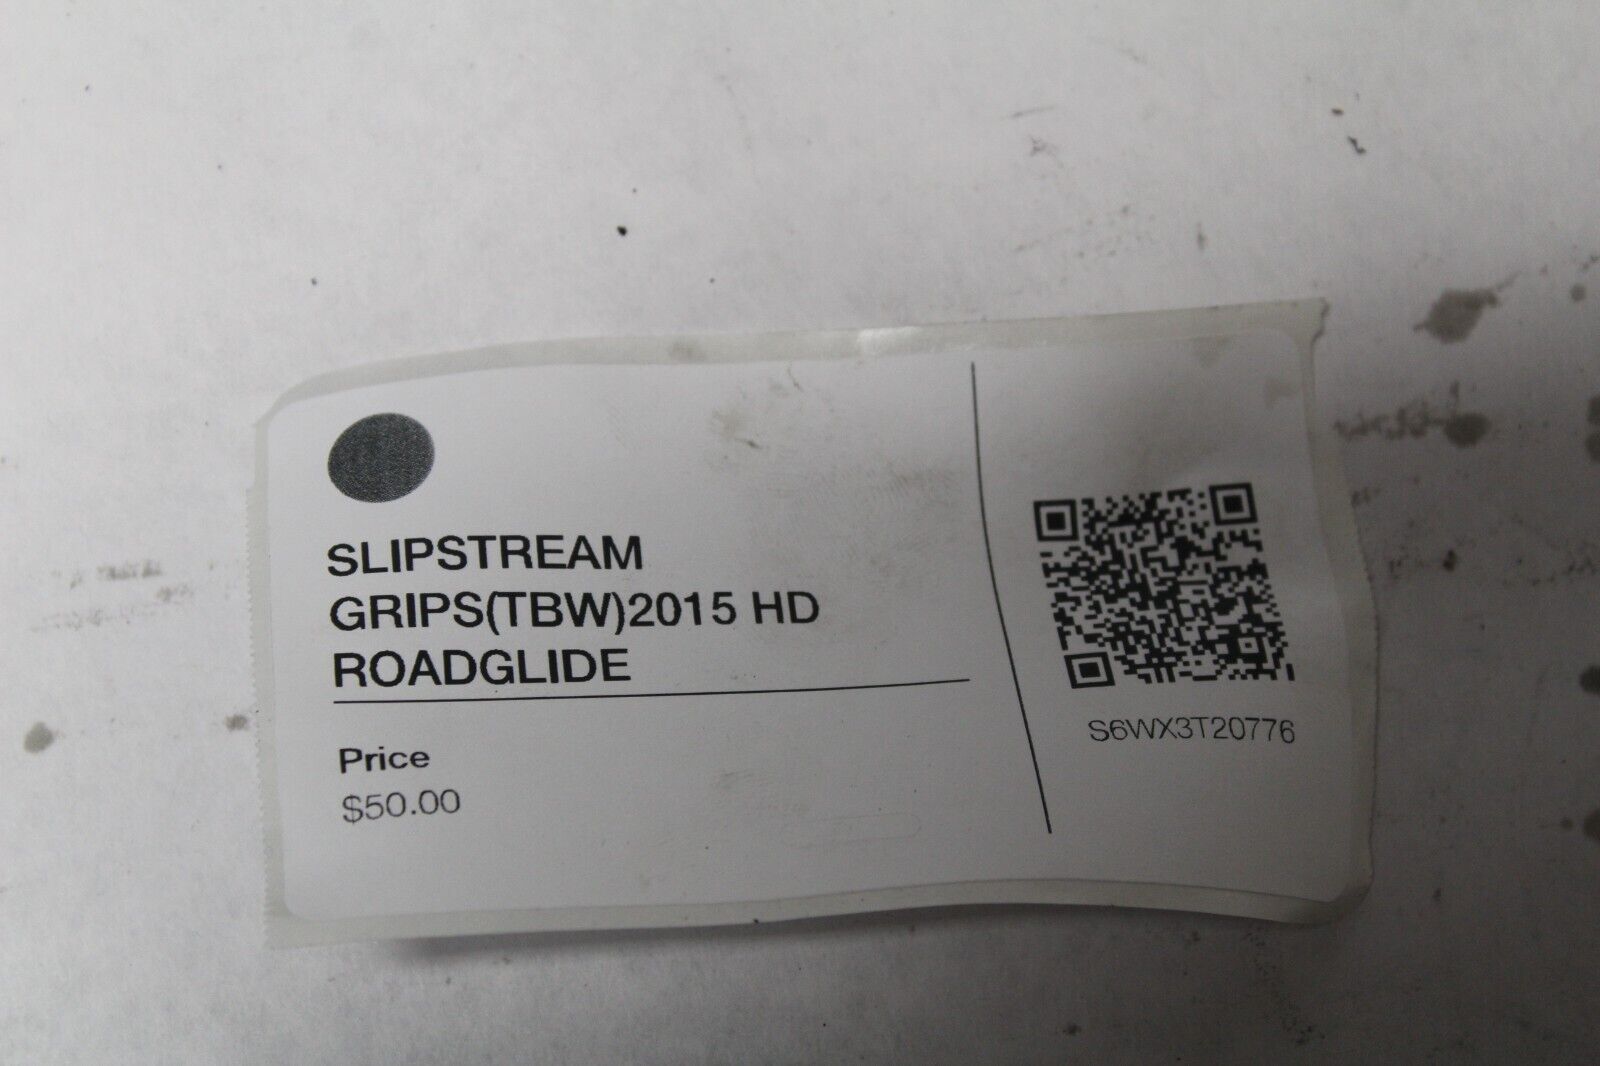 SLIPSTREAM
GRIPS(TBW)2015 HD
ROADGLIDE
Price
$50.00
S6WX3T20776